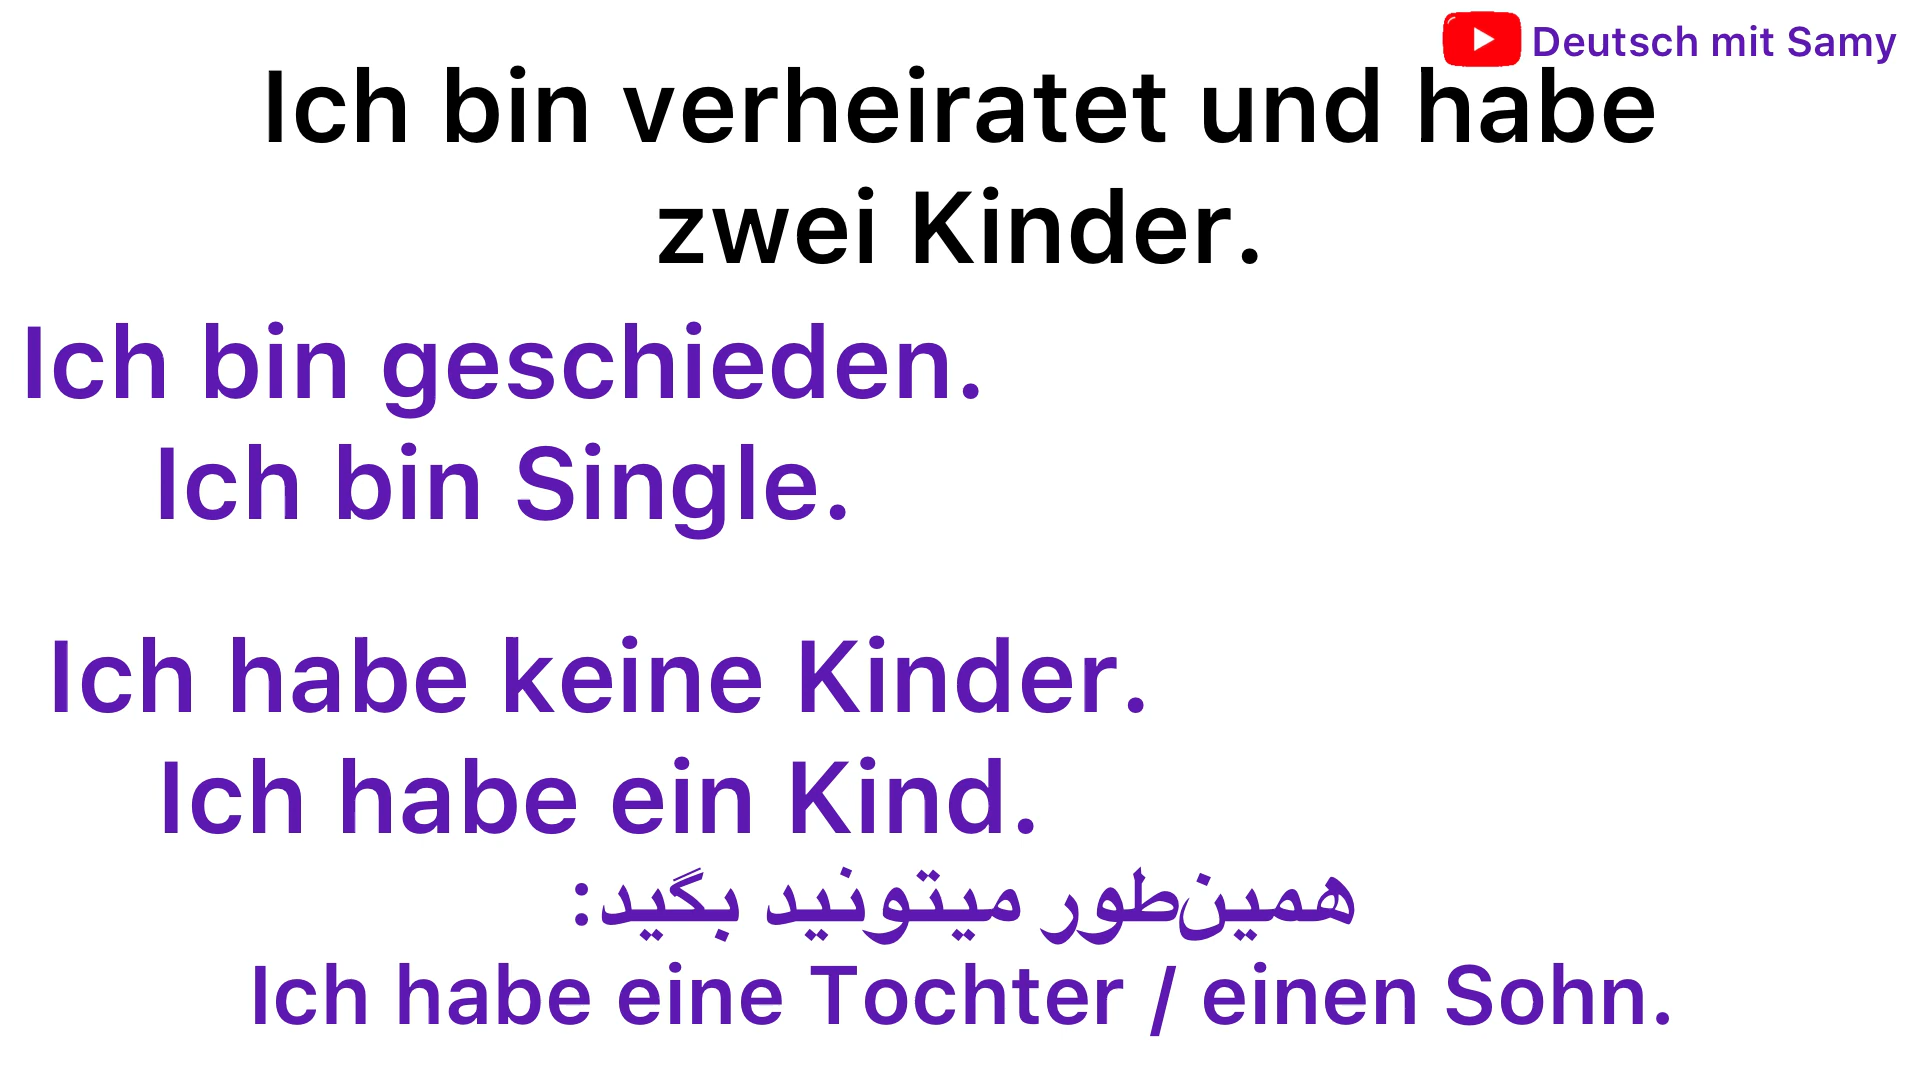 Deutsch mit Samy
Ich bin verheiratet und habe
zwei Kinder.
Ich bin geschieden.
Ich bin Single.
Ich habe keine Kinder.
Ich habe ein Kind.
همین‌طور میتونید بگید:
Ich habe eine Tochter / einen Sohn.